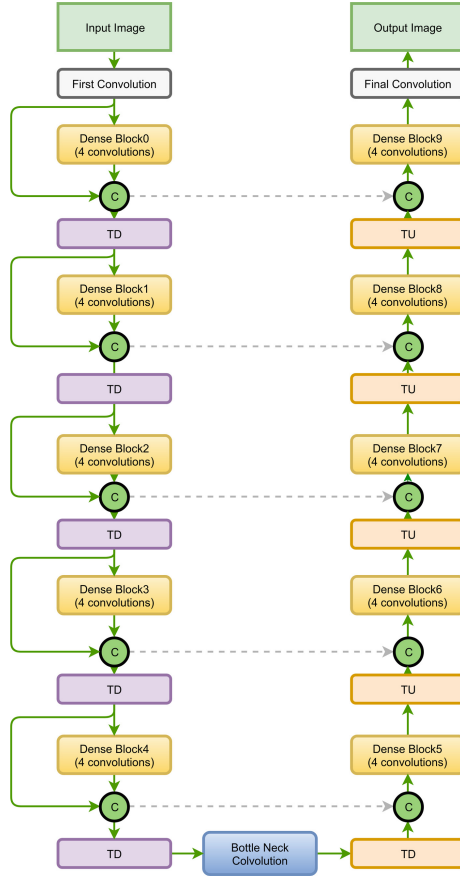 Input Image
First Convolution
Dense Block0
(4 convolutions)
C
TD
Dense Block1
(4 convolutions)
C
TD
Dense Block2
(4 convolutions)
C
TD
Dense Block3
(4 convolutions)
C
TD
Dense Block4
(4 convolutions)
C
TD
Bottle Neck
Colvolution
Output Image
Final Convolution
Dense Block9
(4 convolutions)
C
TU
Dense Block8
(4 convolutions)
C
TU
Dense Block7
(4 convolutions)
C
TU
Dense Block6
(4 convolutions)
C
TU
Dense Block5
(4 convolutions)
C
TD